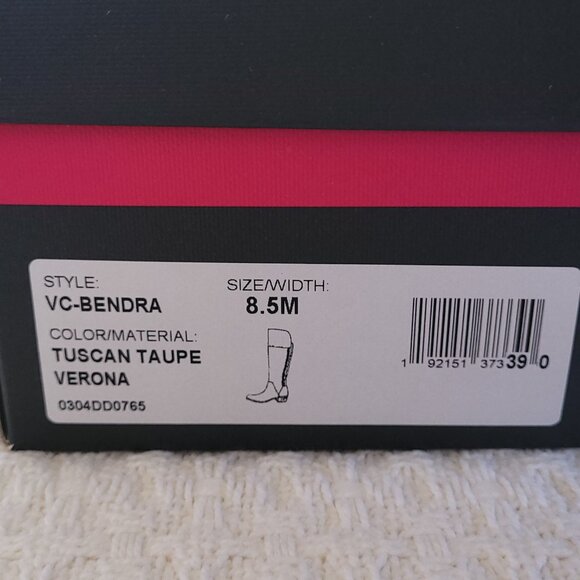 STYLE:
VC-BENDRA
SIZE/WIDTH:
8.5M
COLOR/MATERIAL:
TUSCAN TAUPE
VERONA
0304DD0765
1 92151 37339 0